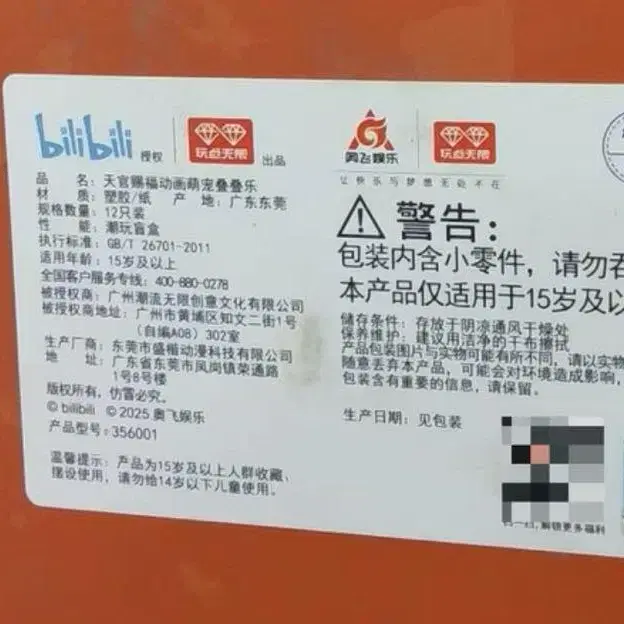 bilibili 授权 玩点无限 出品
品 名：天官赐福动画萌宠叠叠乐
材 质：塑胶/纸 产 地：广东东莞
规格数量：12只装
性 能：潮玩盲盒
执行标准：GB/T 26701-2011
适用年龄：15岁及以上
全国客户服务专线：400-880-0278
被授权商：广州潮流无限创意文化有限公司
被授权商地址：广州市黄埔区知文二街1号
（自编A08）302室
生产厂商：东莞市盛楷动漫科技有限公司
地 址：广东省东莞市凤岗镇荣通路
1号8号楼
版权所有，仿冒必究。
© bilibili © 2025 奥飞娱乐
产品型号：356001
温馨提示：产品为15岁及以上人群收藏、
摆设使用，请勿给14岁以下儿童使用。
奥飞娱乐 玩点无限
让快乐与梦想无处不在
警告：
包装内含小零件，请勿吞
本产品仅适用于15岁及以
储存条件：存放于阴凉通风干燥处
保养维护：建议用洁净的干布擦拭
产品包装图片与实物可能有所不同，请以实物
随意丢弃本产品，可能会对环境造成影响，
包装含有重要的信息，请保留。
生产日期：见包装
扫一扫，解锁更多福利